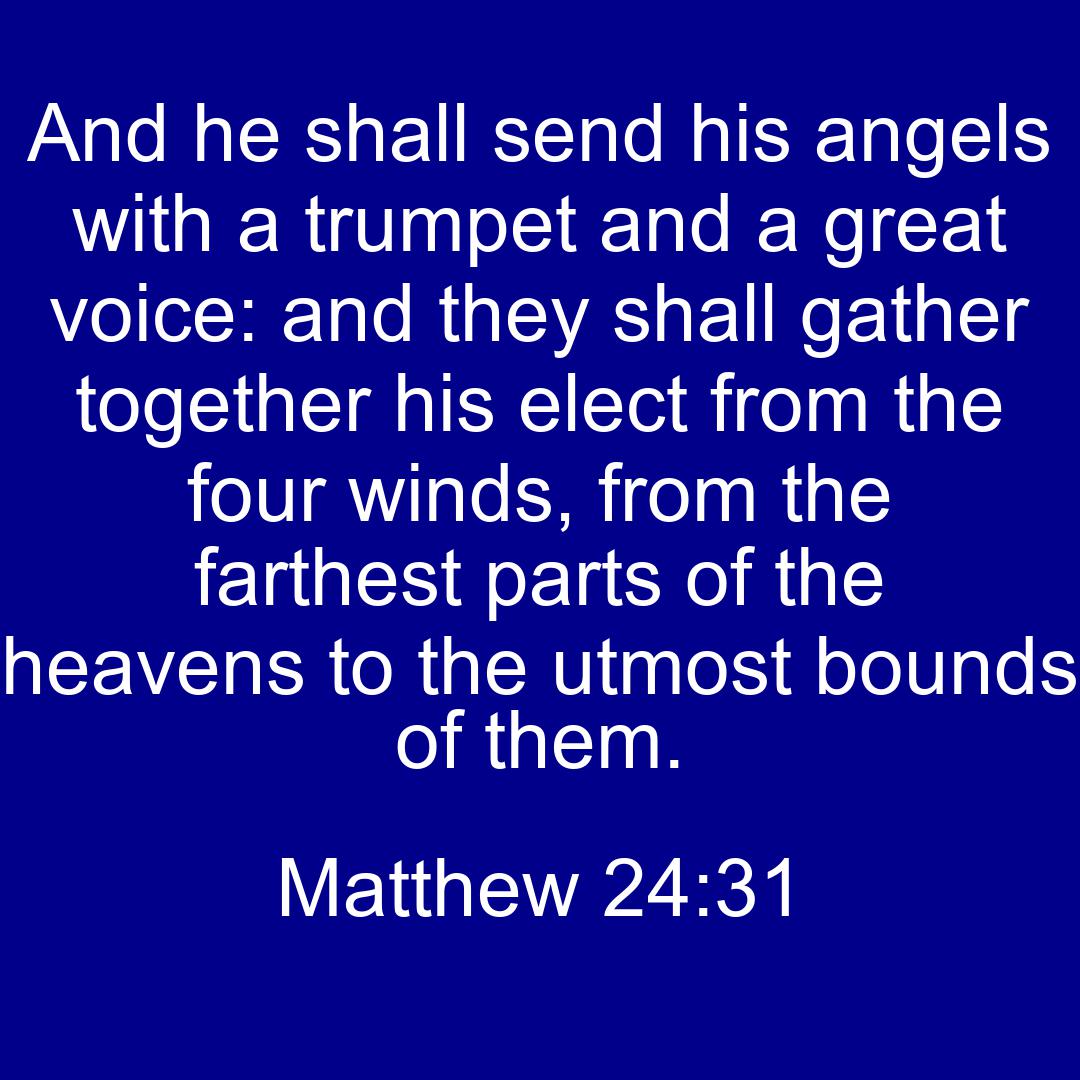 And he shall send his angels
with a trumpet and a great
voice: and they shall gather
together his elect from the
four winds, from the
farthest parts of the
heavens to the utmost bounds
of them.
Matthew 24:31